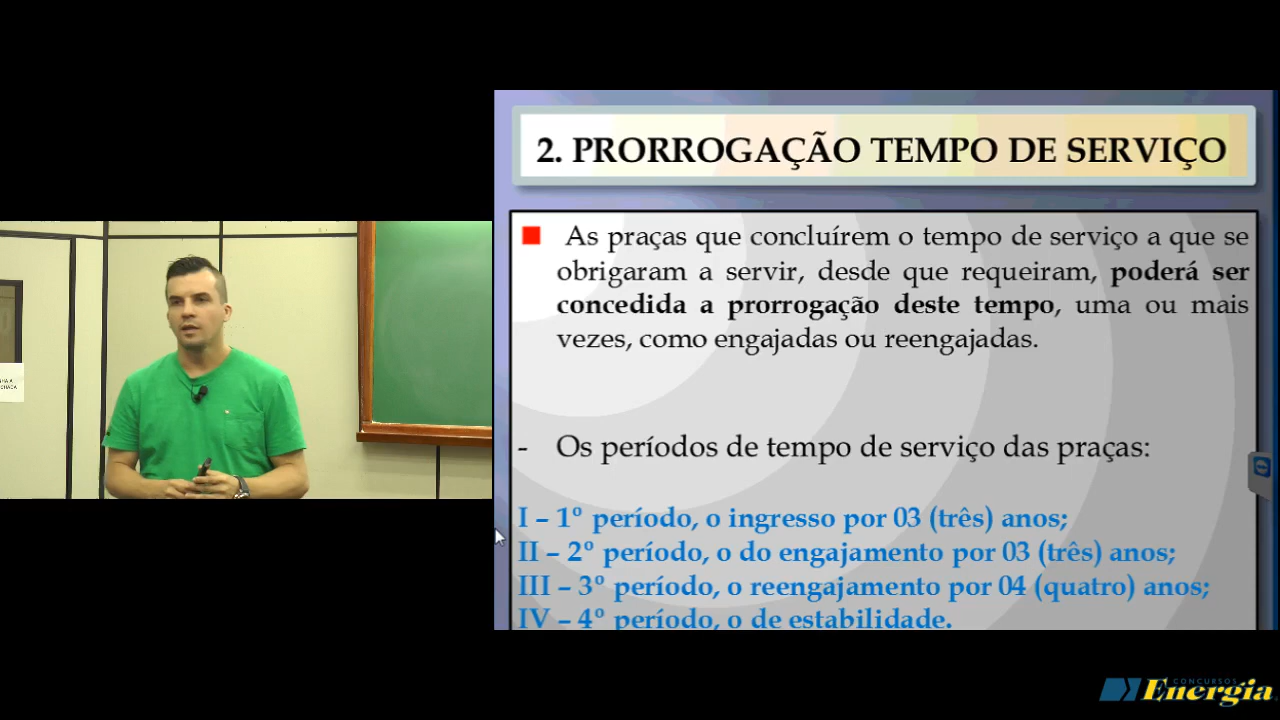 2. PRORROGAÇÃO TEMPO DE SERVIÇO
As praças que concluírem o tempo de serviço a que se
obrigaram a servir, desde que requeiram, poderá ser
concedida a prorrogação deste tempo, uma ou mais
vezes, como engajadas ou reengajadas.
- Os períodos de tempo de serviço das praças:
I – 1º período, o ingresso por 03 (três) anos;
II – 2º período, o do engajamento por 03 (três) anos;
III – 3º período, o reengajamento por 04 (quatro) anos;
IV – 4º período, o de estabilidade.
CONCURSOS
Energia